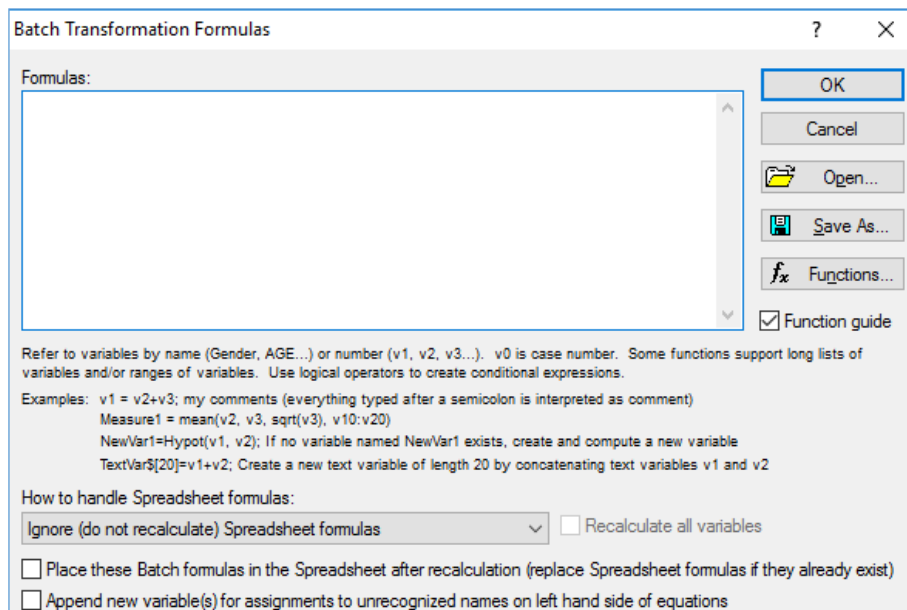 Batch Transformation Formulas
Formulas:
OK
Cancel
Open...
Save As...
fx Functions...
Function guide
Refer to variables by name (Gender, AGE...) or number (v1, v2, v3...). v0 is case number. Some functions support long lists of
variables and/or ranges of variables. Use logical operators to create conditional expressions.
Examples: v1 = v2+v3; my comments (everything typed after a semicolon is interpreted as comment)
Measure1 = mean(v2, v3, sqrt(v3), v10:v20)
NewVar1=Hypot(v1, v2); If no variable named NewVar1 exists, create and compute a new variable
TextVar$[20]=v1+v2; Create a new text variable of length 20 by concatenating text variables v1 and v2
How to handle Spreadsheet formulas:
Ignore (do not recalculate) Spreadsheet formulas
Recalculate all variables
Place these Batch formulas in the Spreadsheet after recalculation (replace Spreadsheet formulas if they already exist)
Append new variable(s) for assignments to unrecognized names on left hand side of equations